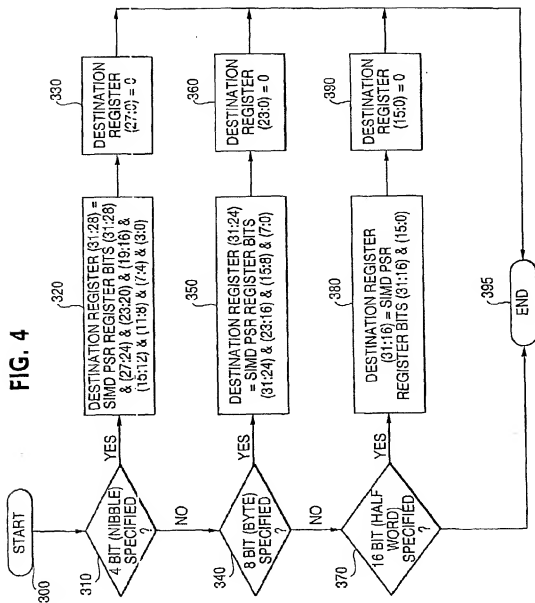 FIG. 4
START
300
310
4 BIT (NIBBLE)
SPECIFIED
?
YES
NO
320
DESTINATION REGISTER (31:28) =
SIMD PSR REGISTER BITS (31:28)
& (27:24) & (23:20) & (19:16) &
(15:12) & (11:8) & (7:4) & (3:0)
330
DESTINATION
REGISTER
(27:0) = 0
340
8 BIT (BYTE)
SPECIFIED
?
YES
NO
350
DESTINATION REGISTER (31:24)
= SIMD PSR REGISTER BITS
(31:24) & (23:16) & (15:8) & (7:0)
360
DESTINATION
REGISTER
(23:0) = 0
370
16 BIT (HALF
WORD)
SPECIFIED
?
YES
380
DESTINATION REGISTER
(31:16) = SIMD PSR
REGISTER BITS (31:16) & (15:0)
390
DESTINATION
REGISTER
(15:0) = 0
395
END